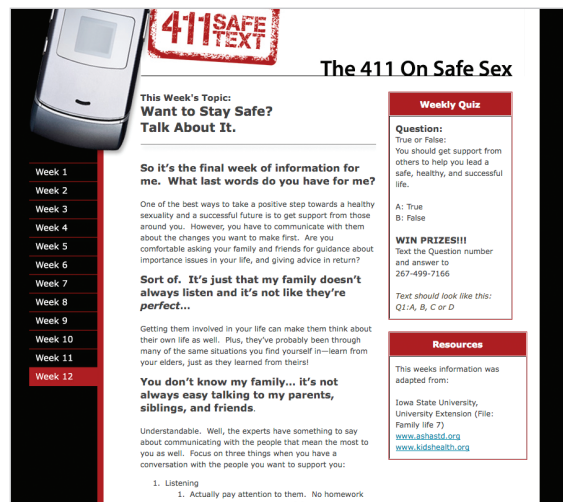 411 SAFE
TEXT
The 411 On Safe Sex
This Week's Topic:
Want to Stay Safe?
Talk About It.
Week 1
Week 2
Week 3
Week 4
Week 5
Week 6
Week 7
Week 8
Week 9
Week 10
Week 11
Week 12
So it's the final week of information for
me. What last words do you have for me?
One of the best ways to take a positive step towards a healthy
sexuality and a successful future is to get support from those
around you. However, you have to communicate with them
about the changes you want to make first. Are you
comfortable asking your family and friends for guidance about
importance issues in your life, and giving advice in return?
Sort of. It's just that my family doesn't
always listen and it's not like they're
perfect...
Getting them involved in your life can make them think about
their own life as well. Plus, they've probably been through
many of the same situations you find yourself in—learn from
your elders, just as they learned from theirs!
You don't know my family... it's not
always easy talking to my parents,
siblings, and friends.
Understandable. Well, the experts have something to say
about communicating with the people that mean the most to
you as well. Focus on three things when you have a
conversation with the people you want to support you:
1. Listening
1. Actually pay attention to them. No homework
Weekly Quiz
Question:
True or False:
You should get support from
others to help you lead a
safe, healthy, and successful
life.
A: True
B: False
WIN PRIZES!!!
Text the Question number
and answer to
267-499-7166
Text should look like this:
Q1:A, B, C or D
Resources
This weeks information was
adapted from:
Iowa State University,
University Extension (File:
Family life 7)
www.ashastd.org
www.kidshealth.org